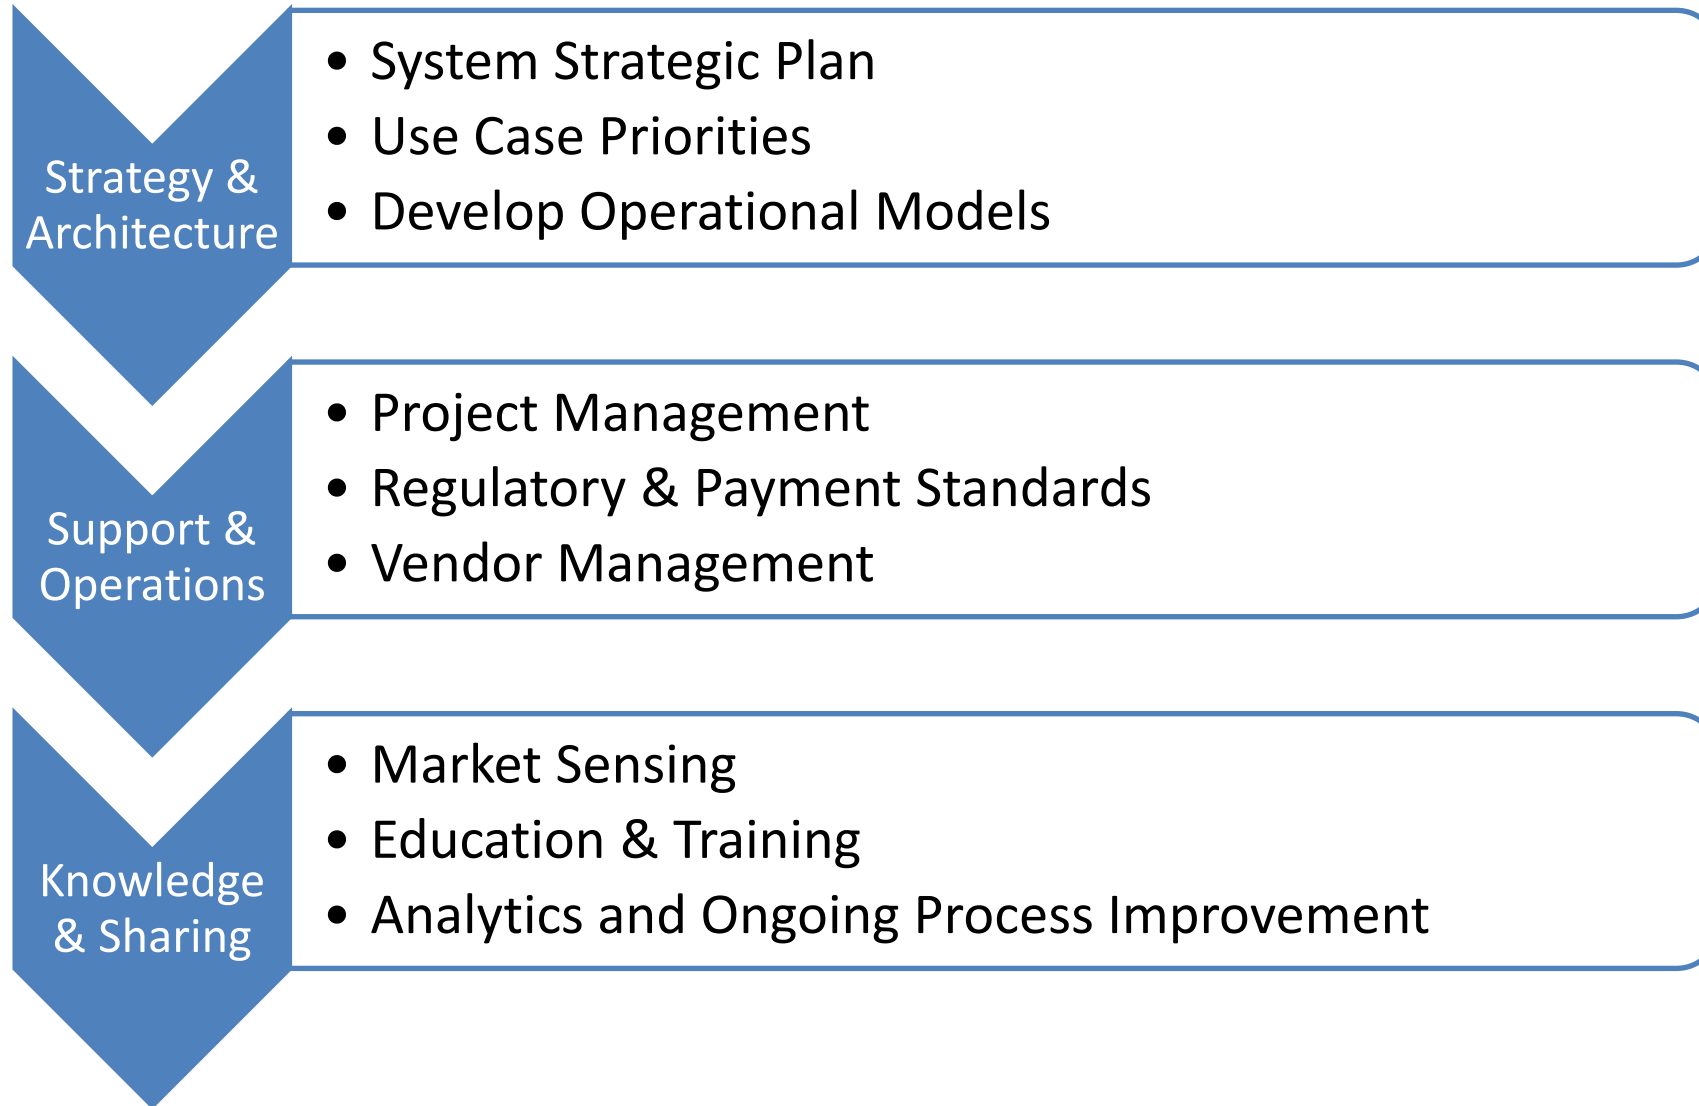 Strategy &
Architecture
• System Strategic Plan
• Use Case Priorities
• Develop Operational Models
Support &
Operations
• Project Management
• Regulatory & Payment Standards
• Vendor Management
Knowledge
& Sharing
• Market Sensing
• Education & Training
• Analytics and Ongoing Process Improvement